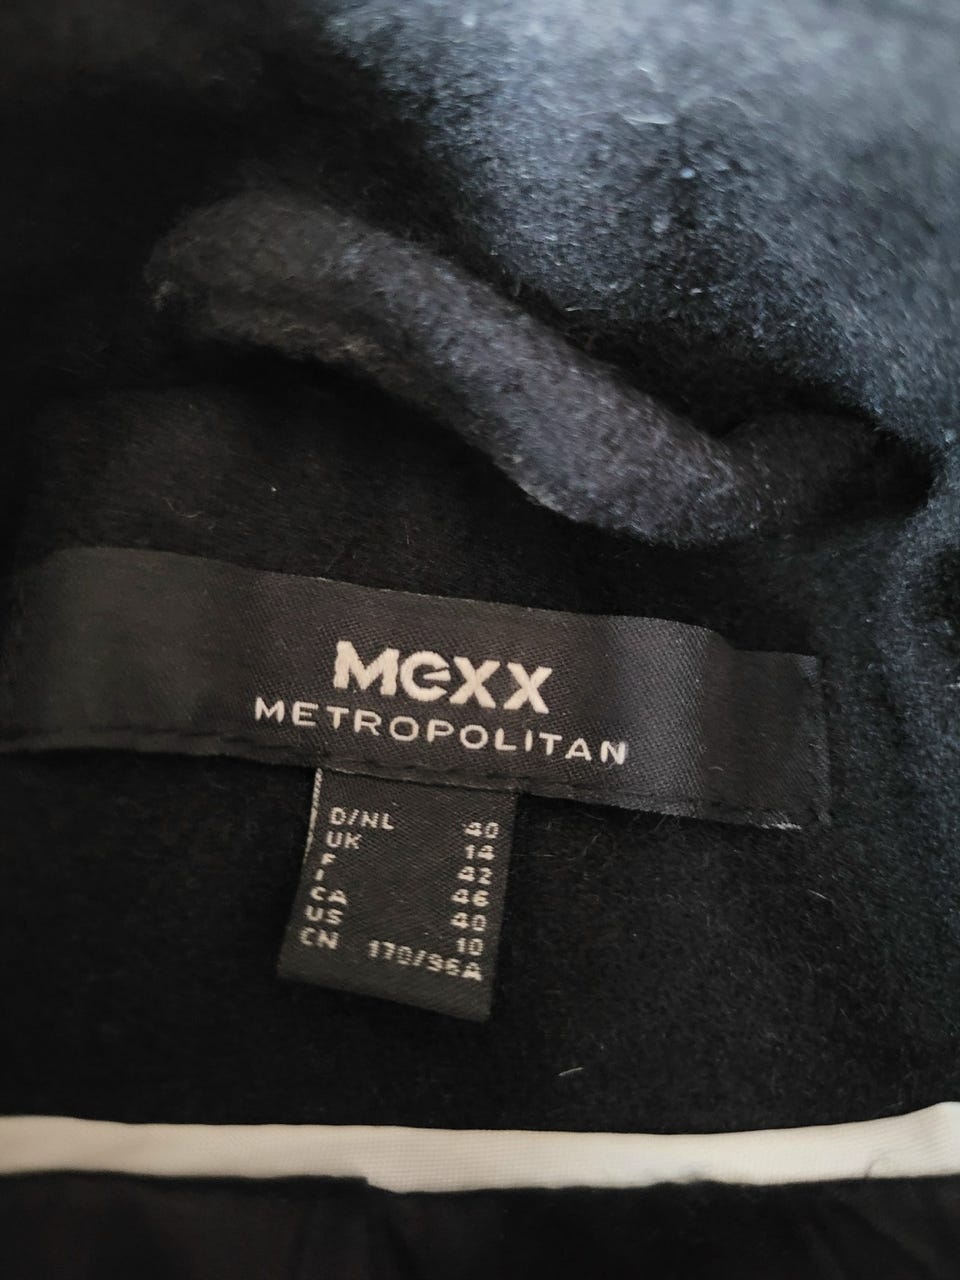 Mexx
METROPOLITAN
D/NL 40
UK 14
F 42
I 46
CA 40
US 10
CN 170/96A